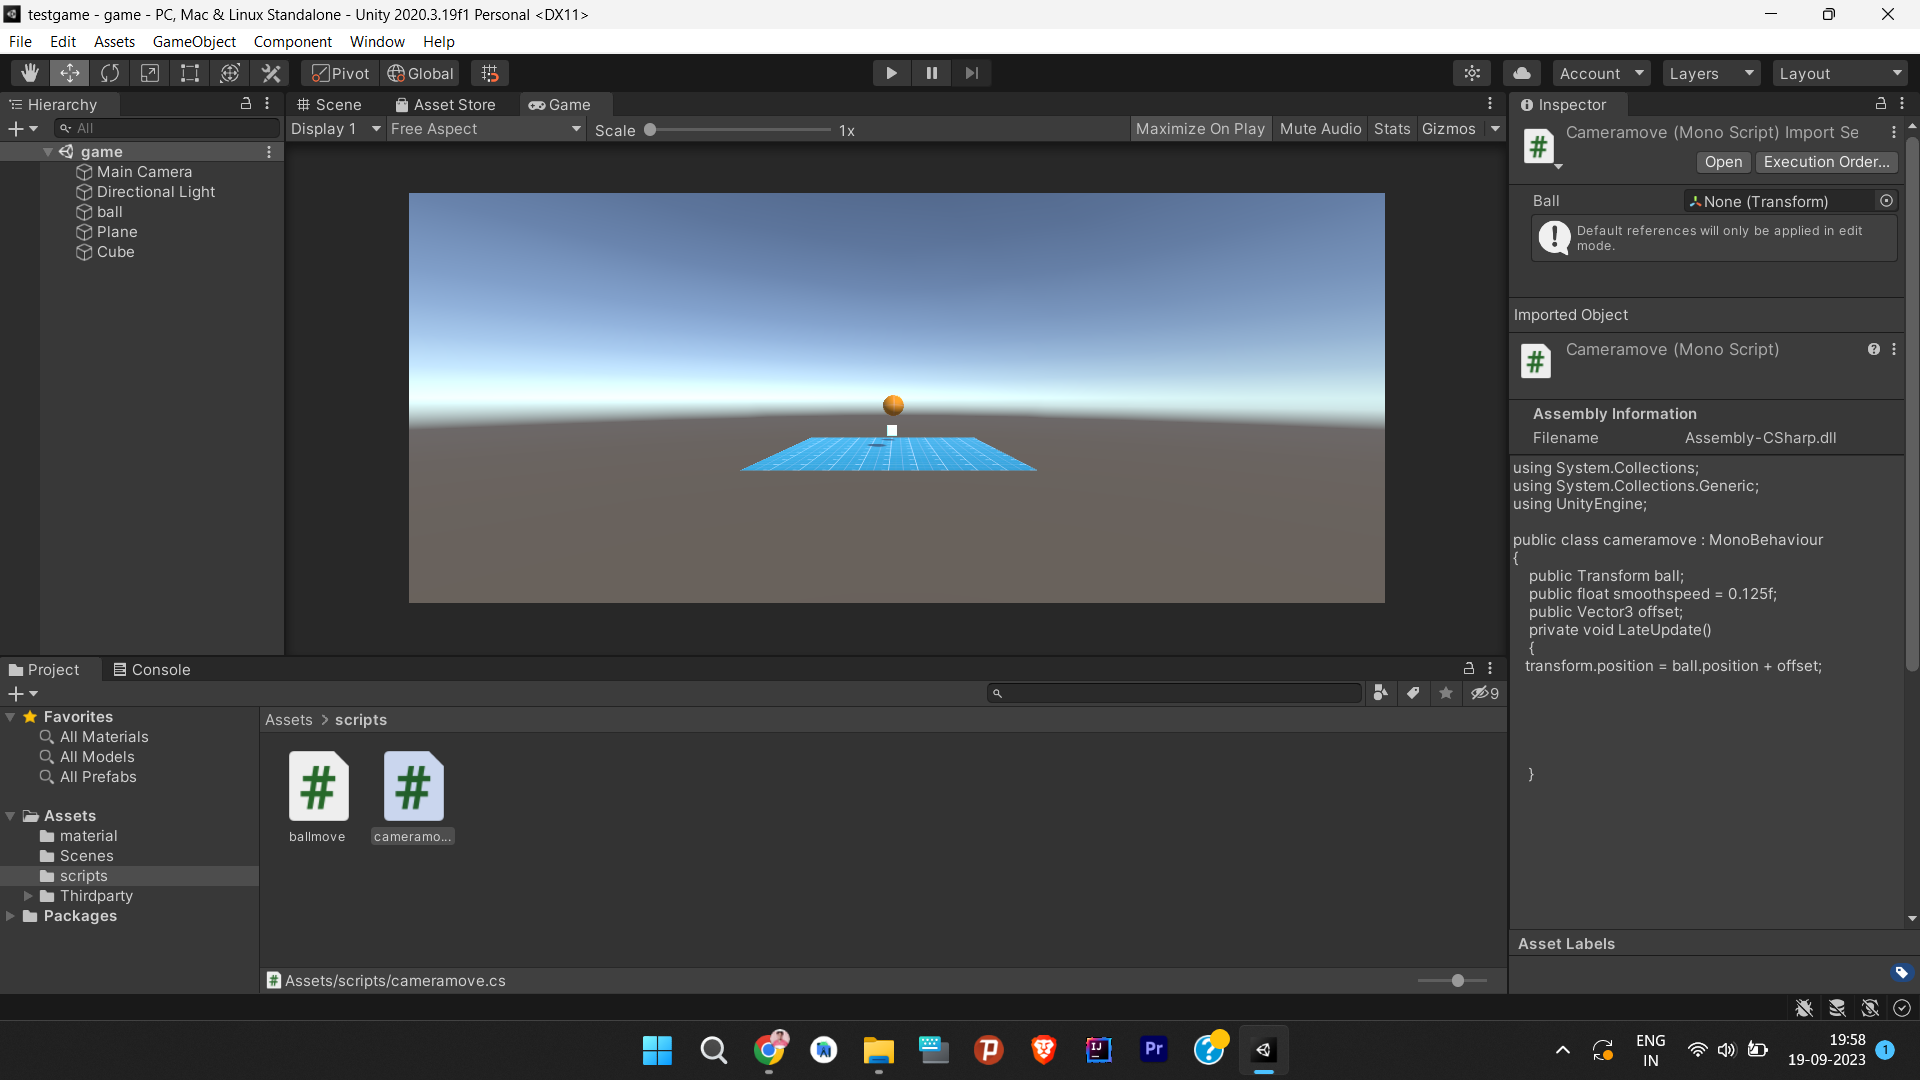 testgame - game - PC, Mac & Linux Standalone - Unity 2020.3.19f1 Personal <DX11>
File Edit Assets GameObject Component Window Help
Pivot Global Account Layers Layout
Hierarchy
All
game
Main Camera
Directional Light
ball
Plane
Cube
Scene Asset Store Game
Display 1 Free Aspect Scale 1x Maximize On Play Mute Audio Stats Gizmos
Inspector
Cameramove (Mono Script) Import Se
Open Execution Order...
Ball None (Transform)
Default references will only be applied in edit
mode.
Imported Object
Cameramove (Mono Script)
Assembly Information
Filename Assembly-CSharp.dll
using System.Collections;
using System.Collections.Generic;
using UnityEngine;
public class cameramove : MonoBehaviour
{
public Transform ball;
public float smoothspeed = 0.125f;
public Vector3 offset;
private void LateUpdate()
{
transform.position = ball.position + offset;
}
Asset Labels
Project Console
9
Favorites
All Materials
All Models
All Prefabs
Assets
material
Scenes
scripts
Thirdparty
Packages
Assets > scripts
#
#
ballmove
cameramo...
Assets/scripts/cameramove.cs
IJ
Pr
ENG
IN
19:58
19-09-2023
1